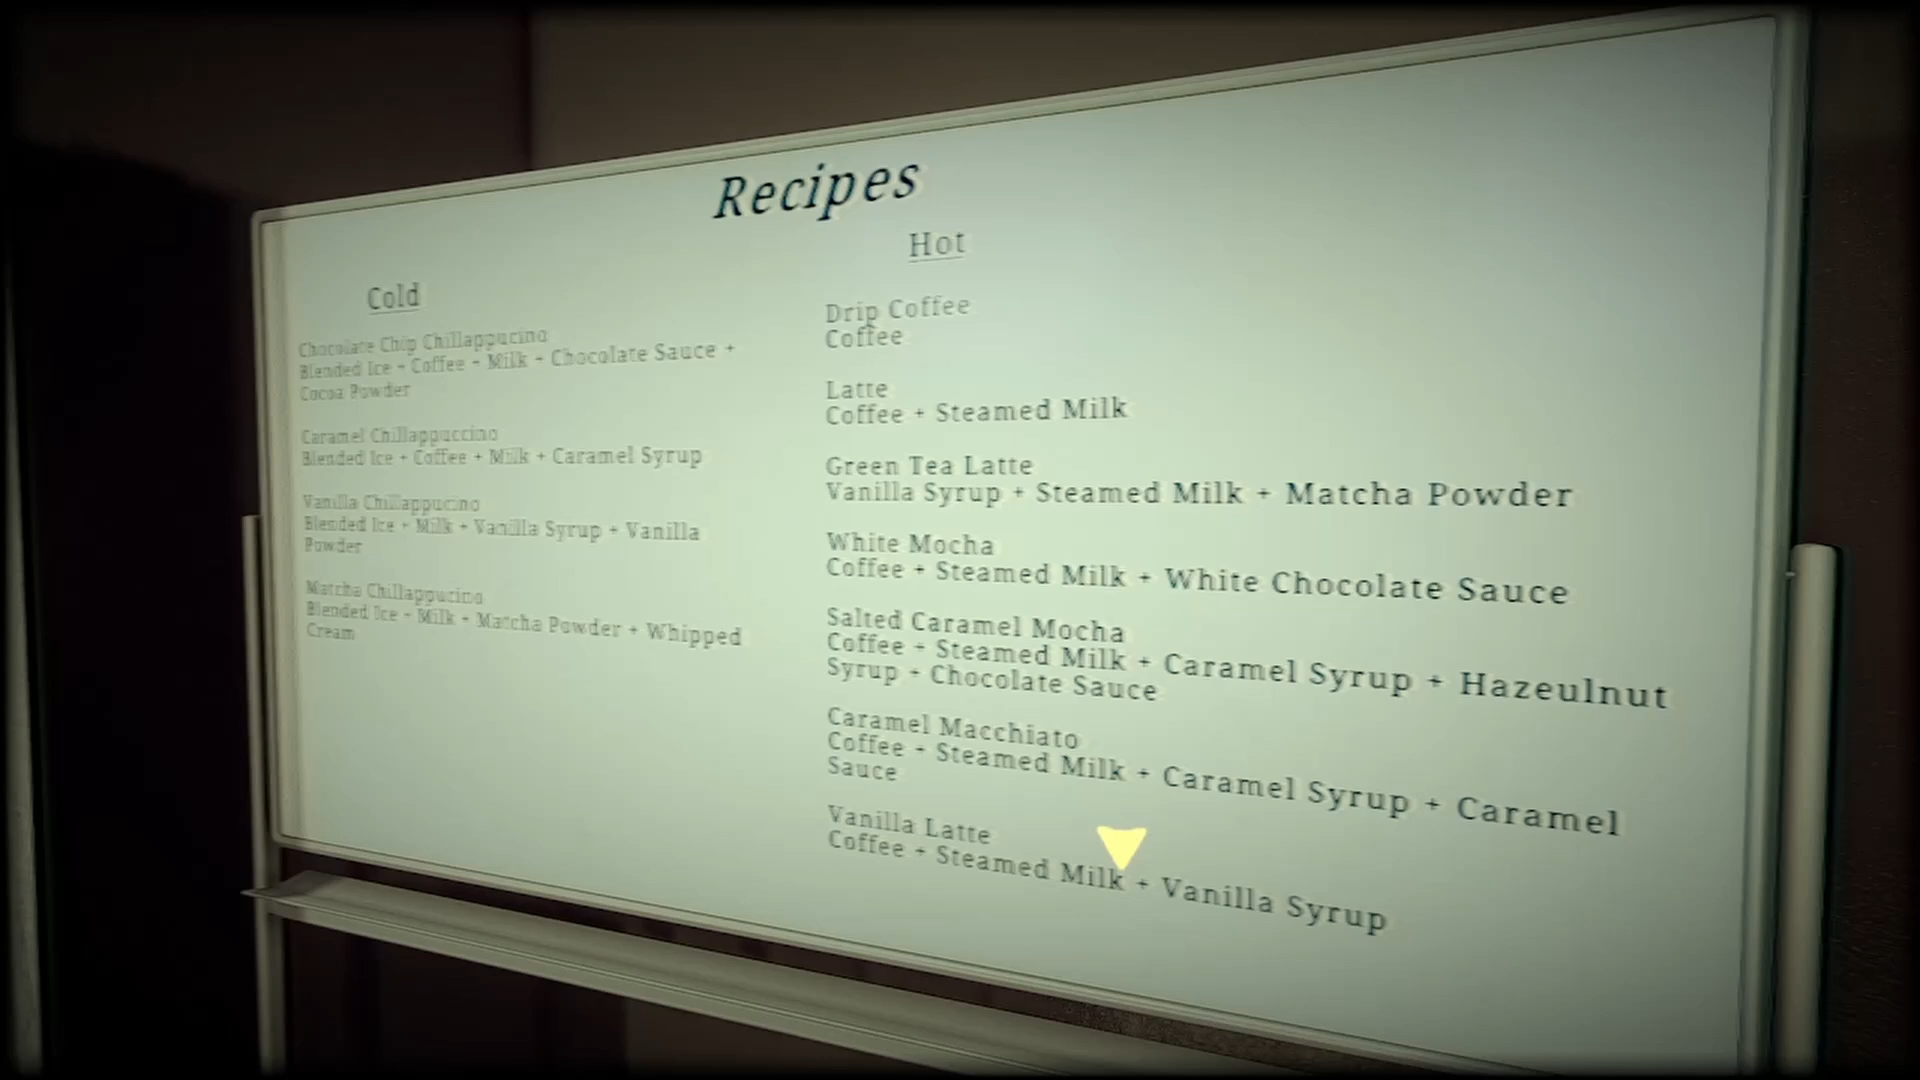 Recipes
Cold
Chocolate Chip Chillappucino
Blended Ice + Coffee + Milk + Chocolate Sauce +
Cocoa Powder
Caramel Chillappuccino
Blended Ice + Coffee + Milk + Caramel Syrup
Vanilla Chillappucino
Blended Ice + Milk + Vanilla Syrup + Vanilla
Powder
Matcha Chillappucino
Blended Ice + Milk + Matcha Powder + Whipped
Cream
Hot
Drip Coffee
Coffee
Latte
Coffee + Steamed Milk
Green Tea Latte
Vanilla Syrup + Steamed Milk + Matcha Powder
White Mocha
Coffee + Steamed Milk + White Chocolate Sauce
Salted Caramel Mocha
Coffee + Steamed Milk + Caramel Syrup + Hazeulnut
Syrup + Chocolate Sauce
Caramel Macchiato
Coffee + Steamed Milk + Caramel Syrup + Caramel
Sauce
Vanilla Latte
Coffee + Steamed Milk + Vanilla Syrup